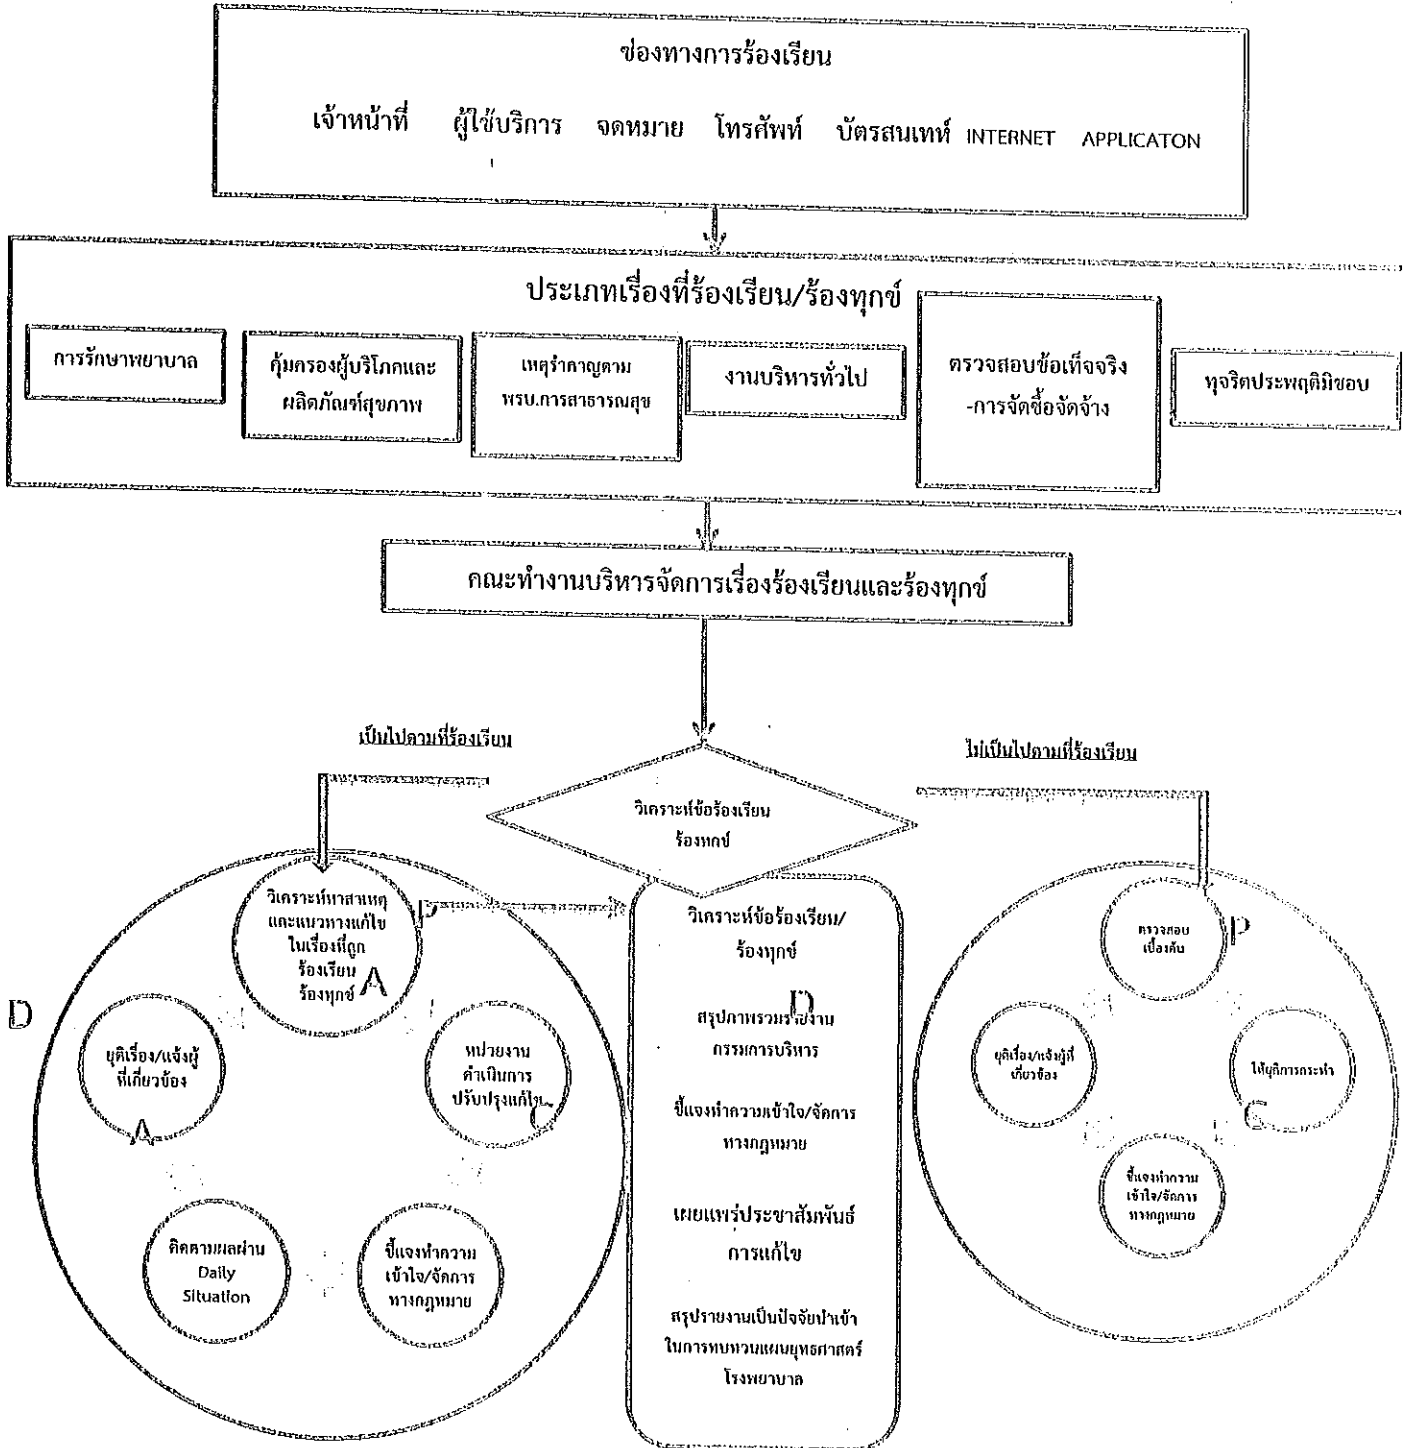 ช่องทางการร้องเรียน
เจ้าหน้าที่ ผู้ใช้บริการ จดหมาย โทรศัพท์ บัตรสนเทห์ INTERNET APPLICATON
ประเภทเรื่องที่ร้องเรียน/ร้องทุกข์
การรักษาพยาบาล
คุ้มครองผู้บริโภคและ
ผลิตภัณฑ์สุขภาพ
เหตุรำคาญตาม
พรบ.การสาธารณสุข
งานบริหารทั่วไป
ตรวจสอบข้อเท็จจริง
-การจัดซื้อจัดจ้าง
ทุจริตประพฤติมิชอบ
คณะทำงานบริหารจัดการเรื่องร้องเรียนและร้องทุกข์
เป็นไปตามที่ร้องเรียน
ไม่เป็นไปตามที่ร้องเรียน
วิเคราะห์ข้อร้องเรียน
ร้องทุกข์
วิเคราะห์หาสาเหตุ
และแนวทางแก้ไข
ในเรื่องที่ถูก
ร้องเรียน
ร้องทุกข์
P
A
D
ยุติเรื่อง/แจ้งผู้
ที่เกี่ยวข้อง
A
หน่วยงาน
ดำเนินการ
ปรับปรุงแก้ไข
C
ติดตามผลผ่าน
Daily
Situation
ชี้แจงทำความ
เข้าใจ/จัดการ
ทางกฎหมาย
วิเคราะห์ข้อร้องเรียน/
ร้องทุกข์
D
สรุปภาพรวมรายงาน
กรรมการบริหาร
ชี้แจงทำความเข้าใจ/จัดการ
ทางกฎหมาย
เผยแพร่ประชาสัมพันธ์
การแก้ไข
สรุปรายงานเป็นปัจจัยนำเข้า
ในการทบทวนแผนยุทธศาสตร์
โรงพยาบาล
ตรวจสอบ
เบื้องต้น
P
ยุติเรื่อง/แจ้งผู้ที่
เกี่ยวข้อง
ให้ยุติการกระทำ
C
ชี้แจงทำความ
เข้าใจ/จัดการ
ทางกฎหมาย